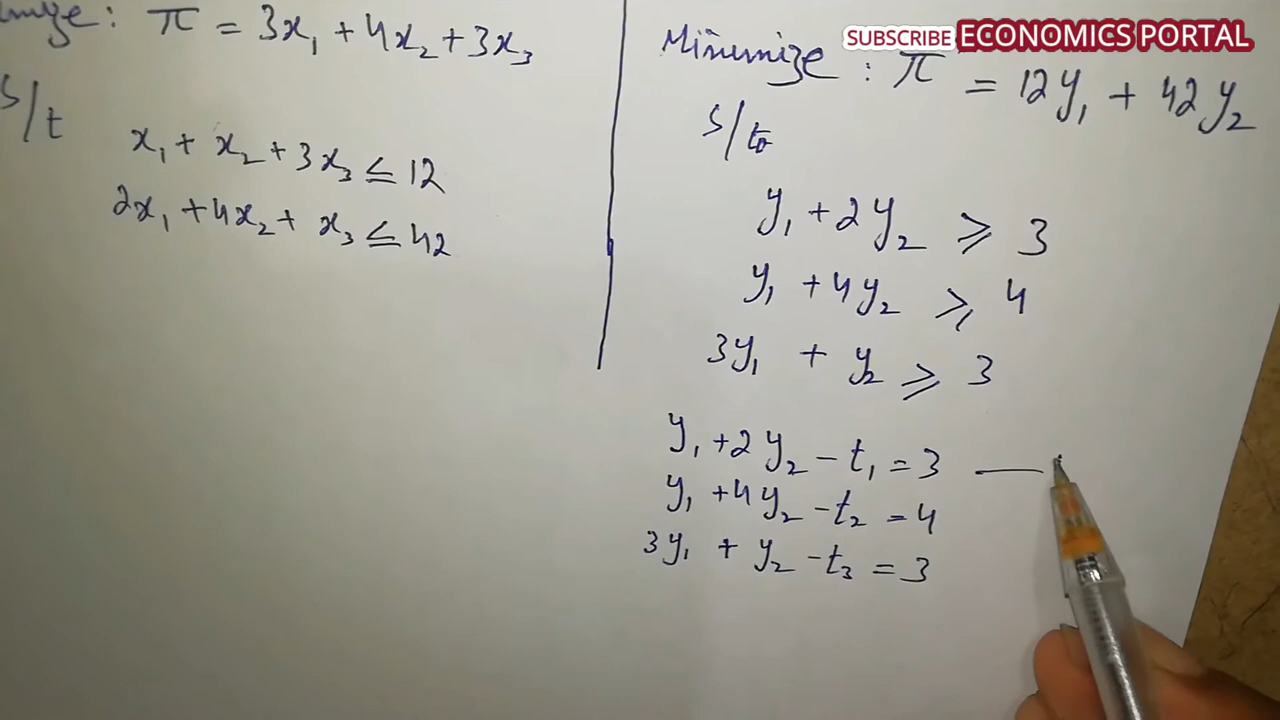 π = 3x₁ + 4x₂ + 3x₃
S/t
x₁ + x₂ + 3x₃ ≤ 12
2x₁ + 4x₂ + x₃ ≤ 42
SUBSCRIBE ECONOMICS PORTAL
Minimize : π = 12y₁ + 42y₂
S/to
y₁ + 2y₂ ≥ 3
y₁ + 4y₂ ≥ 4
3y₁ + y₂ ≥ 3
y₁ + 2y₂ - t₁ = 3
y₁ + 4y₂ - t₂ = 4
3y₁ + y₂ - t₃ = 3